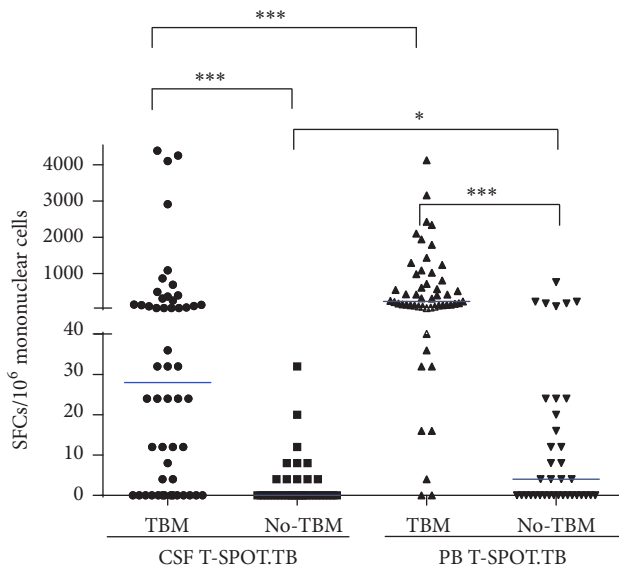 ***
***
*
***
SFCs/10⁶ mononuclear cells
4000
3000
2000
1000
40
30
20
10
0
TBM
No-TBM
TBM
No-TBM
CSF T-SPOT.TB
PB T-SPOT.TB